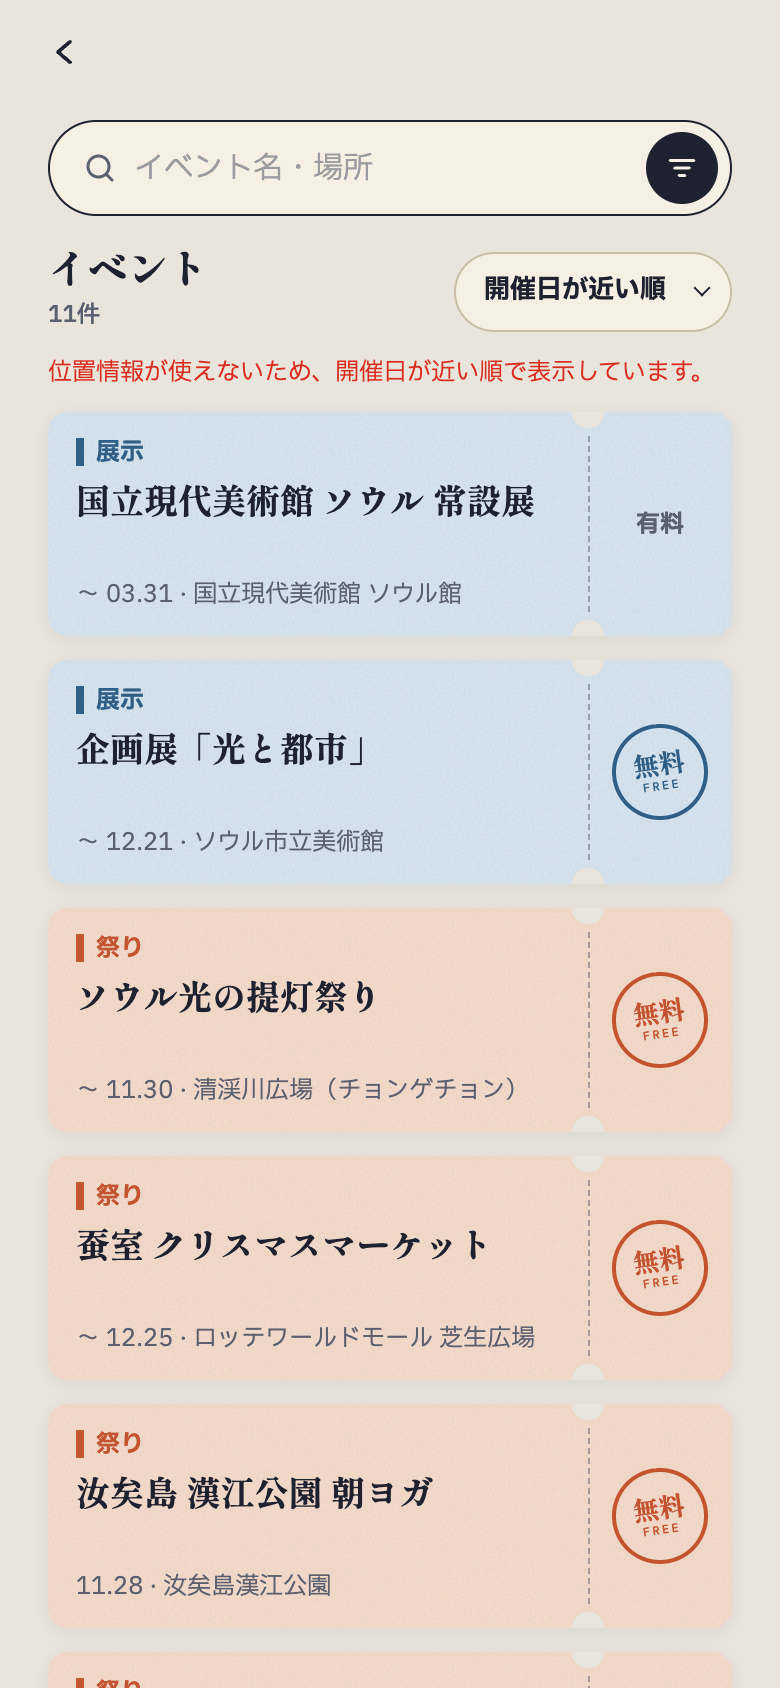 イベント名・場所
イベント
11件
開催日が近い順
位置情報が使えないため、開催日が近い順で表示しています。
展示
国立現代美術館 ソウル 常設展
～ 03.31 · 国立現代美術館 ソウル館
有料
展示
企画展「光と都市」
～ 12.21 · ソウル市立美術館
無料
FREE
祭り
ソウル光の提灯祭り
～ 11.30 · 清渓川広場（チョンゲチョン）
無料
FREE
祭り
蚕室 クリスマスマーケット
～ 12.25 · ロッテワールドモール 芝生広場
無料
FREE
祭り
汝矣島 漢江公園 朝ヨガ
11.28 · 汝矣島漢江公園
無料
FREE
祭り